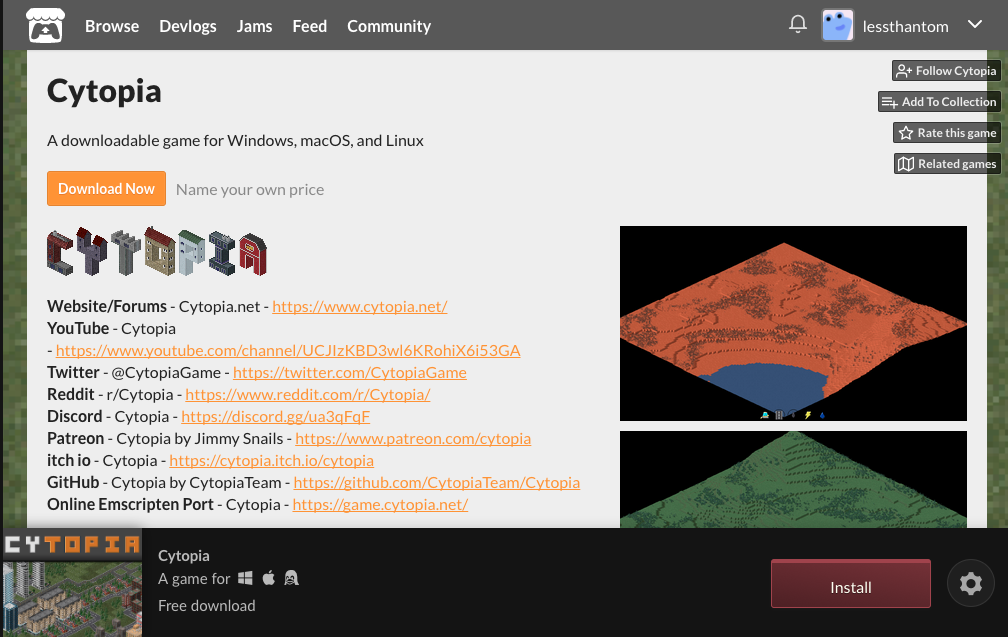 Browse Devlogs Jams Feed Community lessthantom
Cytopia
Follow Cytopia
Add To Collection
Rate this game
Related games
A downloadable game for Windows, macOS, and Linux
Download Now Name your own price
CYTOPIA
Website/Forums - Cytopia.net - https://www.cytopia.net/
YouTube - Cytopia
- https://www.youtube.com/channel/UCJIzKBD3wl6KRohiX6i53GA
Twitter - @CytopiaGame - https://twitter.com/CytopiaGame
Reddit - r/Cytopia - https://www.reddit.com/r/Cytopia/
Discord - Cytopia - https://discord.gg/ua3qFqF
Patreon - Cytopia by Jimmy Snails - https://www.patreon.com/cytopia
itch io - Cytopia - https://cytopia.itch.io/cytopia
GitHub - Cytopia by CytopiaTeam - https://github.com/CytopiaTeam/Cytopia
Online Emscripten Port - Cytopia - https://game.cytopia.net/
CYTOPIA
Cytopia
A game for
Free download
Install